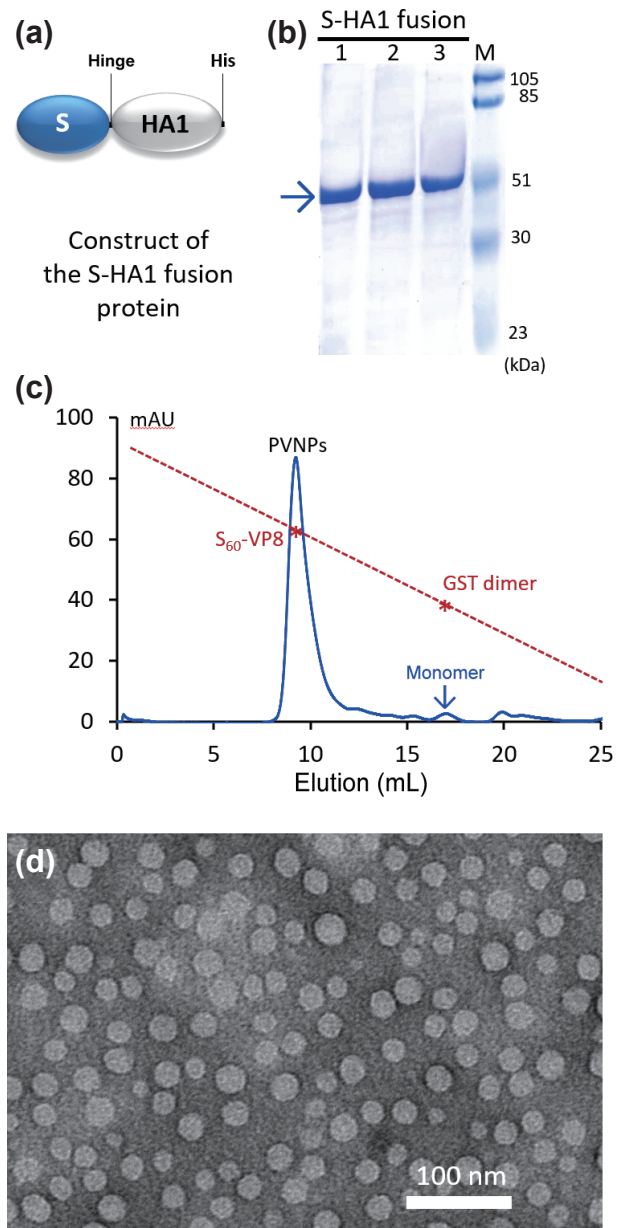 (a)
Hinge
His
S
HA1
Construct of
the S-HA1 fusion
protein
(b)
S-HA1 fusion
1 2 3 M
105
85
51
30
23
(kDa)
(c)
100
mAU
PVNPs
80
S60-VP8
60
GST dimer
40
Monomer
20
0
0 5 10 15 20 25
Elution (mL)
(d)
100 nm